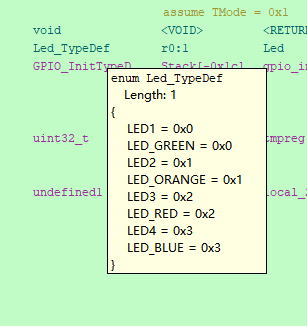 assume TMode = 0x1
void <VOID> <RETURN
Led_TypeDef r0:1 Led
GPIO_InitTypeD Stack[-0x1c] gpio_in
enum Led_TypeDef
Length: 1
{
uint32_t tmpreg
LED1 = 0x0
LED_GREEN = 0x0
LED2 = 0x1
LED_ORANGE = 0x1
undefined1 local_2
LED3 = 0x2
LED_RED = 0x2
LED4 = 0x3
LED_BLUE = 0x3
}